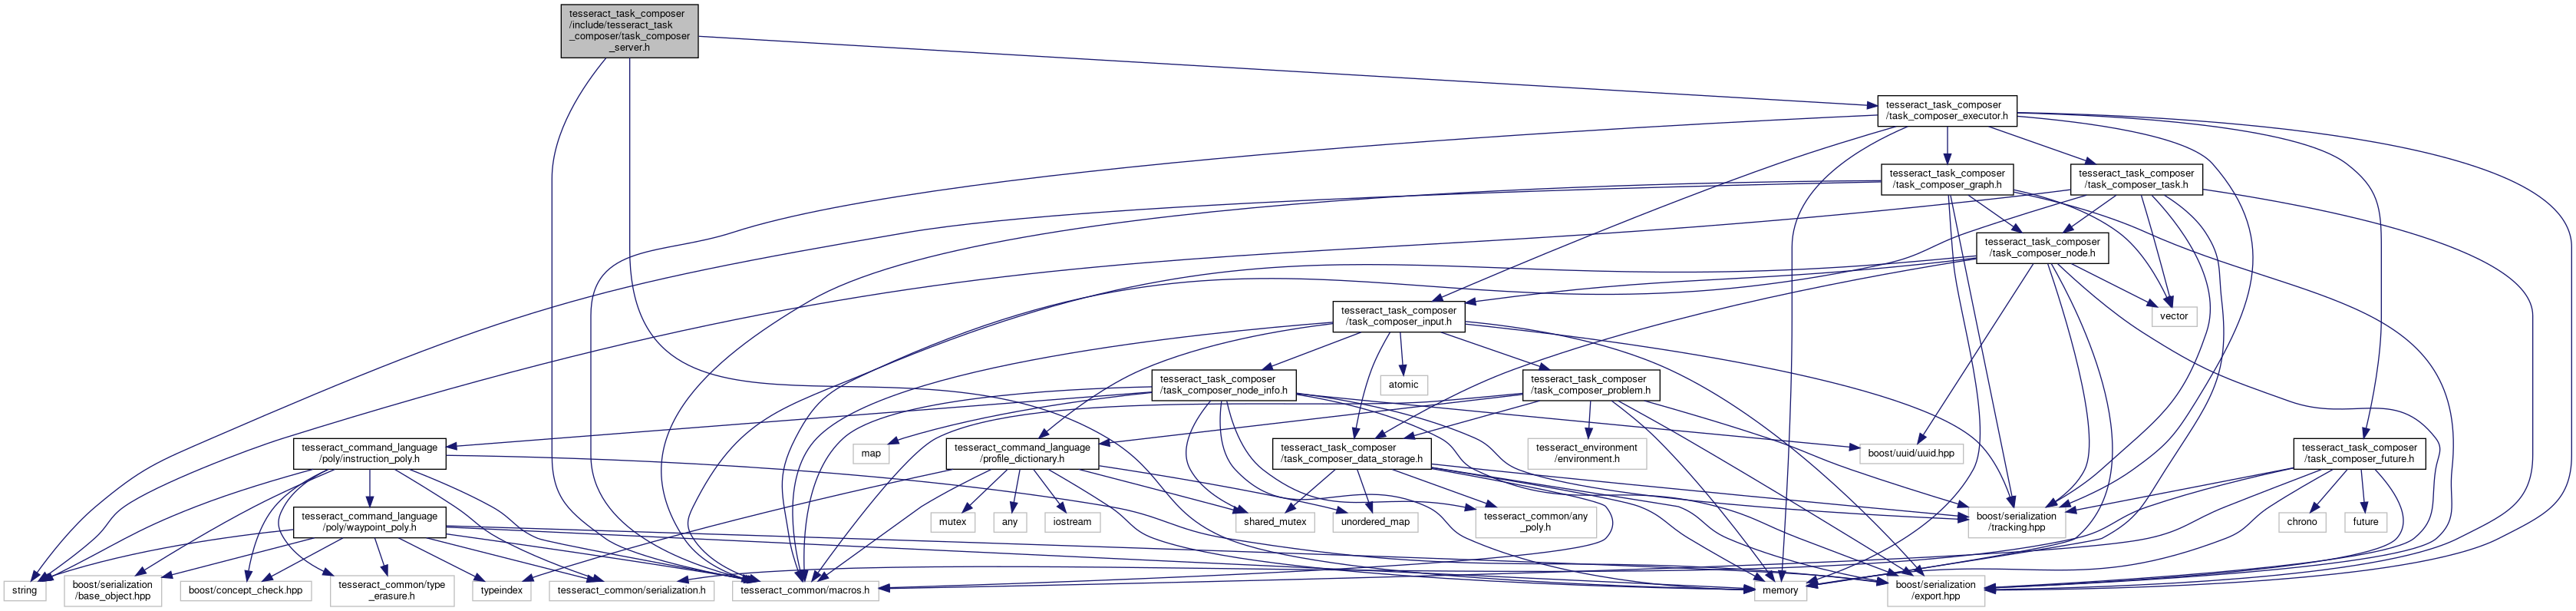 tesseract_task_composer
/include/tesseract_task
_composer/task_composer
_server.h
tesseract_task_composer
/task_composer_executor.h
tesseract_task_composer
/task_composer_graph.h
tesseract_task_composer
/task_composer_task.h
tesseract_task_composer
/task_composer_node.h
tesseract_task_composer
/task_composer_input.h
vector
tesseract_task_composer
/task_composer_node_info.h
atomic
tesseract_task_composer
/task_composer_problem.h
tesseract_command_language
/poly/instruction_poly.h
map
tesseract_command_language
/profile_dictionary.h
tesseract_task_composer
/task_composer_data_storage.h
tesseract_environment
/environment.h
boost/uuid/uuid.hpp
tesseract_task_composer
/task_composer_future.h
tesseract_command_language
/poly/waypoint_poly.h
mutex
any
iostream
shared_mutex
unordered_map
tesseract_common/any
_poly.h
boost/serialization
/tracking.hpp
chrono
future
string
boost/serialization
/base_object.hpp
boost/concept_check.hpp
tesseract_common/type
_erasure.h
typeindex
tesseract_common/serialization.h
tesseract_common/macros.h
memory
boost/serialization
/export.hpp